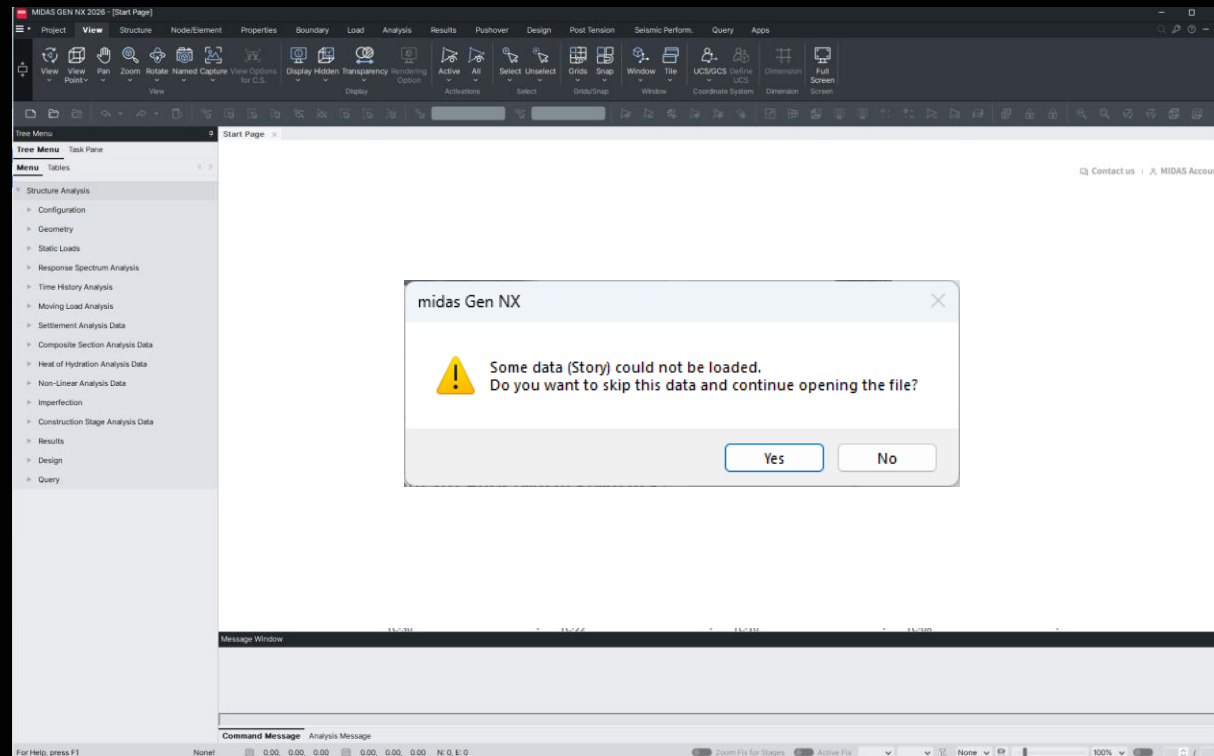 MIDAS GEN NX 2026 - [Start Page]
Project View Structure Node/Element Properties Boundary Load Analysis Results Pushover Design Post Tension Seismic Perform. Query Apps
View View Point Pan Zoom Rotate Named Capture View Options for C.S. Display Hidden Transparency Rendering Option Active All Select Unselect Grids Snap Window Tile UCS/GCS Define UCS Dimension Full Screen
View Display Activations Select Grids/Snap Window Coordinate System Dimension Screen
Tree Menu
Start Page
Tree Menu Task Pane
Menu Tables
Contact us
MIDAS Accou
Structure Analysis
Configuration
Geometry
Static Loads
Response Spectrum Analysis
Time History Analysis
Moving Load Analysis
Settlement Analysis Data
Composite Section Analysis Data
Heat of Hydration Analysis Data
Non-Linear Analysis Data
Imperfection
Construction Stage Analysis Data
Results
Design
Query
midas Gen NX
Some data (Story) could not be loaded.
Do you want to skip this data and continue opening the file?
Yes No
Message Window
Command Message Analysis Message
For Help, press F1 None! 0.00, 0.00, 0.00 0.00, 0.00, 0.00 N: 0, E: 0 Zoom Fix for Stages Active Fix None 100%